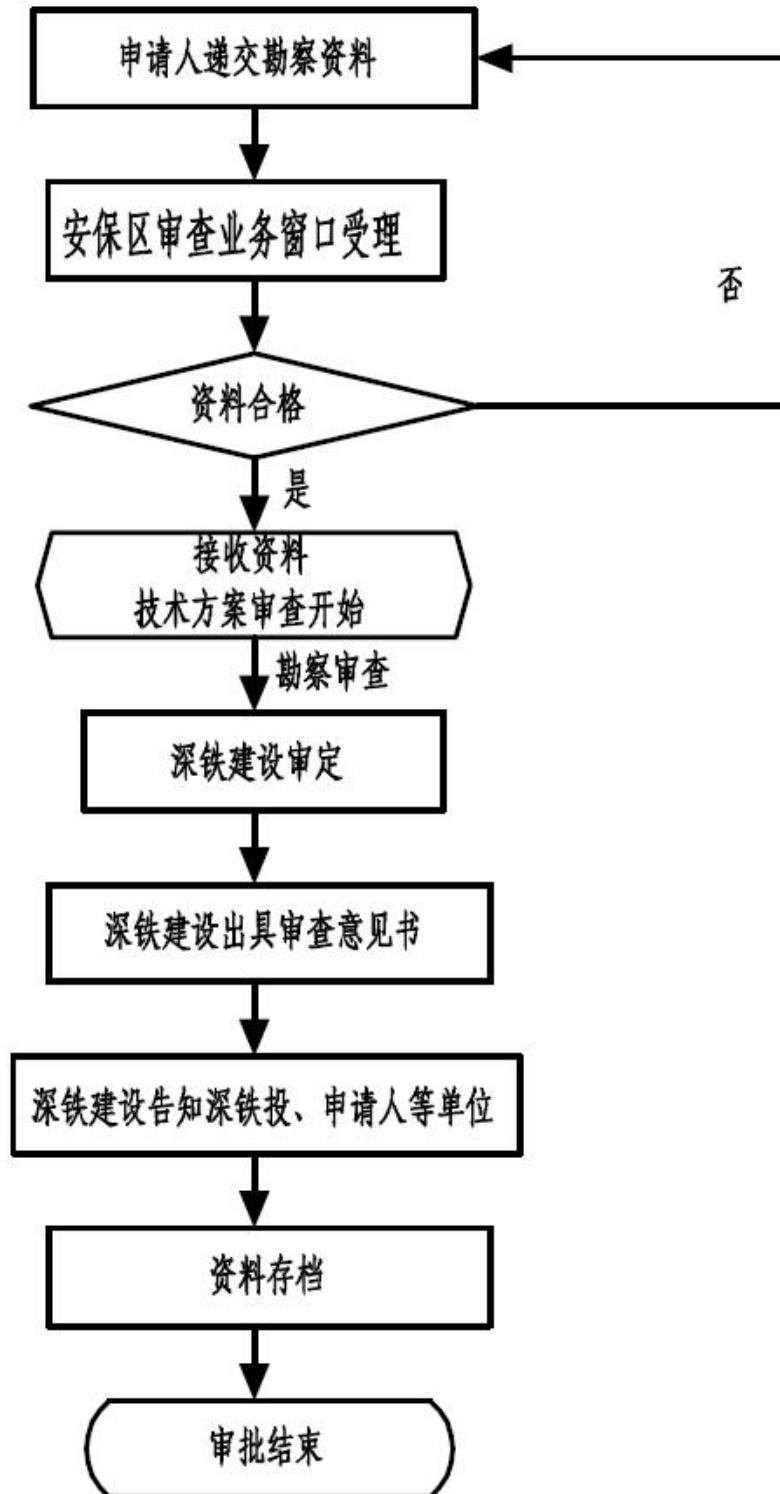 申请人递交勘察资料
安保区审查业务窗口受理
否
资料合格
是
接收资料
技术方案审查开始
勘察审查
深铁建设审定
深铁建设出具审查意见书
深铁建设告知深铁投、申请人等单位
资料存档
审批结束